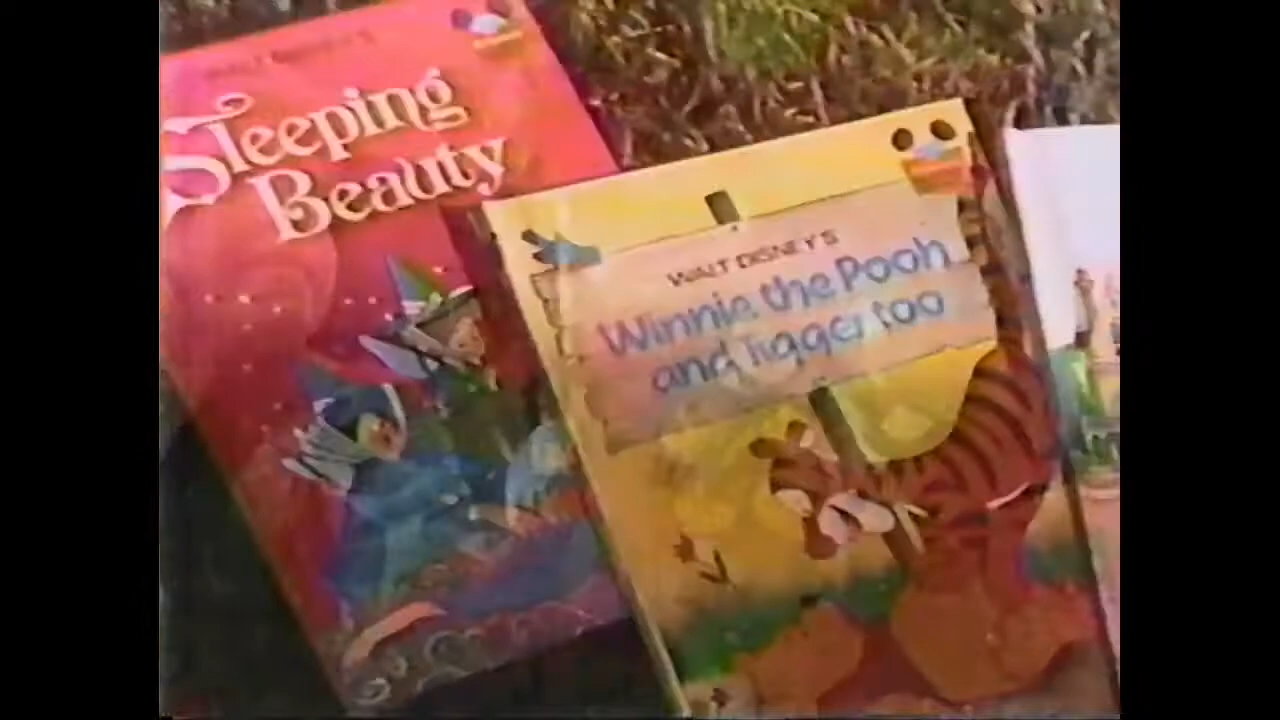 Sleeping
Beauty
WALT DISNEY'S
Winnie the Pooh
and Tigger too